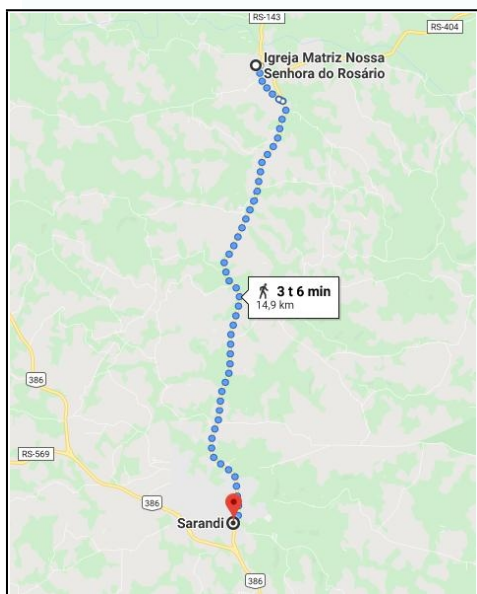 RS-143
RS-404
Igreja Matriz Nossa
Senhora do Rosário
3 t 6 min
14,9 km
386
RS-569
386
Sarandi
386